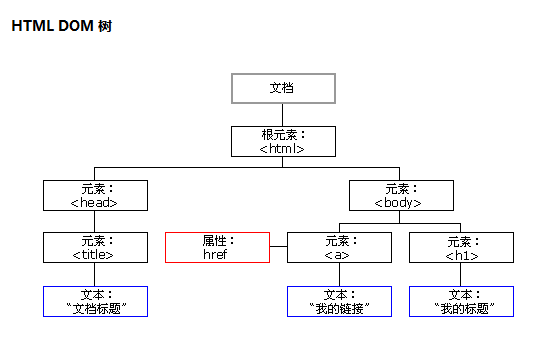 HTML DOM 树
文档
根元素：
<html>
元素：
<head>
元素：
<body>
元素：
<title>
属性：
href
元素：
<a>
元素：
<h1>
文本：
“文档标题”
文本：
“我的链接”
文本：
“我的标题”